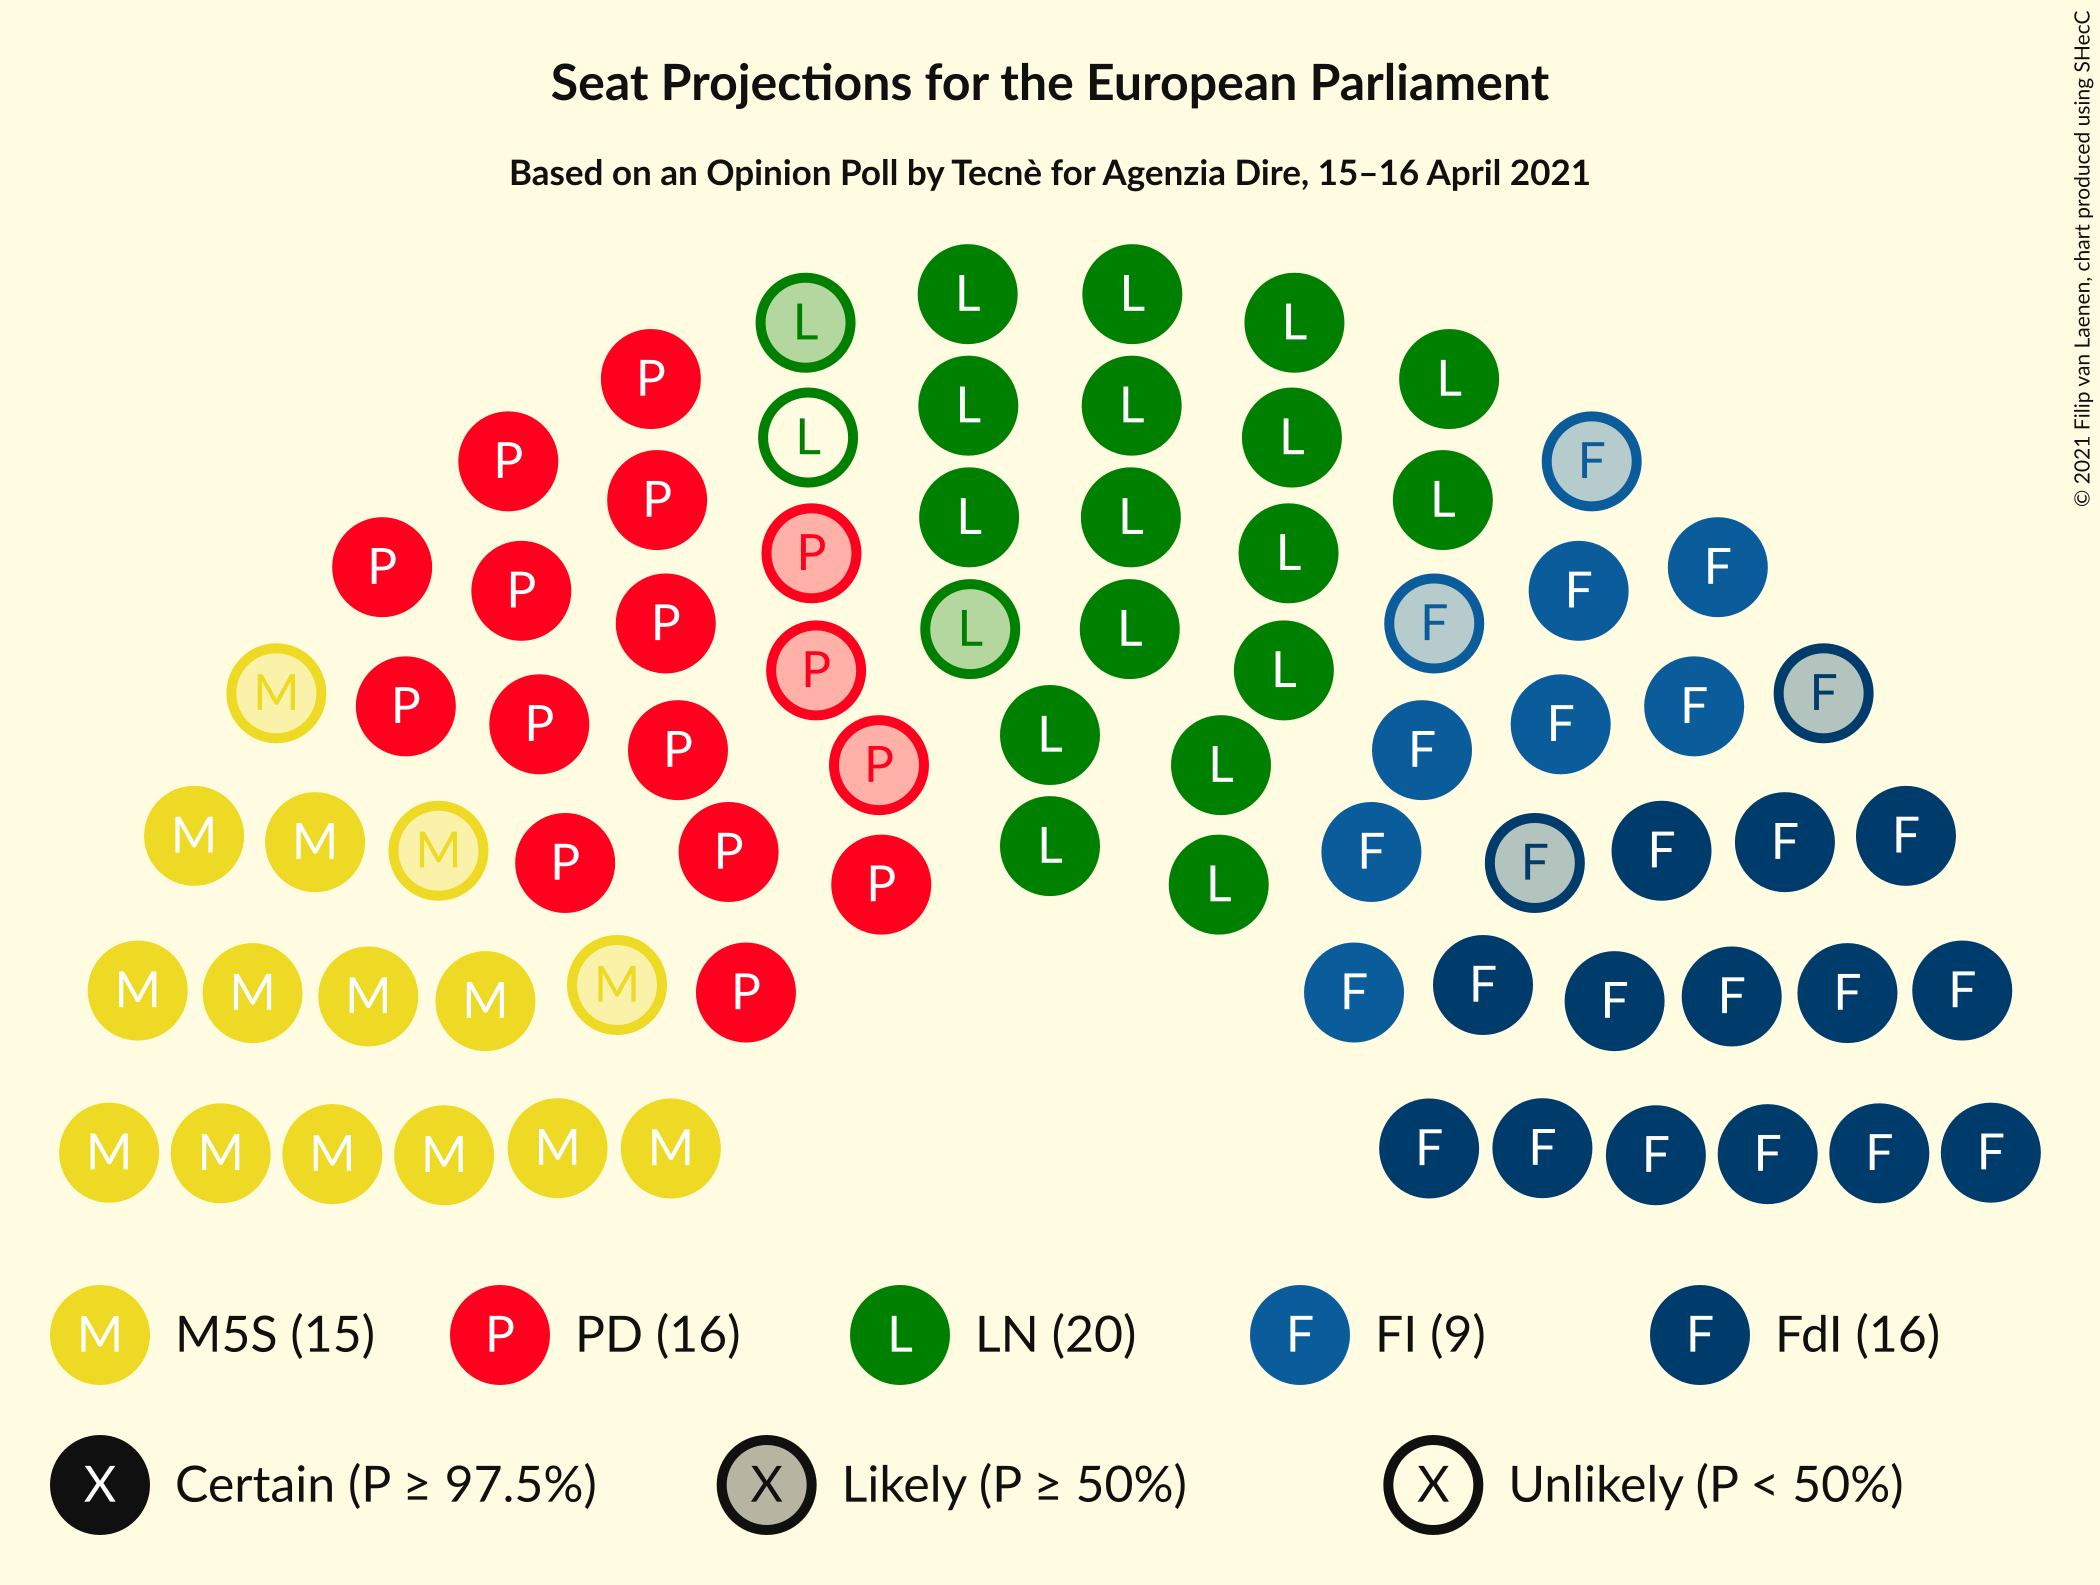 Seat Projections for the European Parliament
Based on an Opinion Poll by Tecnè for Agenzia Dire, 15–16 April 2021
© 2021 Filip van Laenen, chart produced using SHecC
L L
L L
P L L
L L
P L L F
P L L
L L
P P L L F
P P F F
P P L L F
L L
P P L L F F
M P M P P L L F F F F
M M M P P P L L F F F F F
P L L
M M M M M P F F F F F F
M M M M M M F F F F F F
M M5S (15) P PD (16) L LN (20) F FI (9) F FdI (16)
X Certain (P ≥ 97.5%) X Likely (P ≥ 50%) X Unlikely (P < 50%)